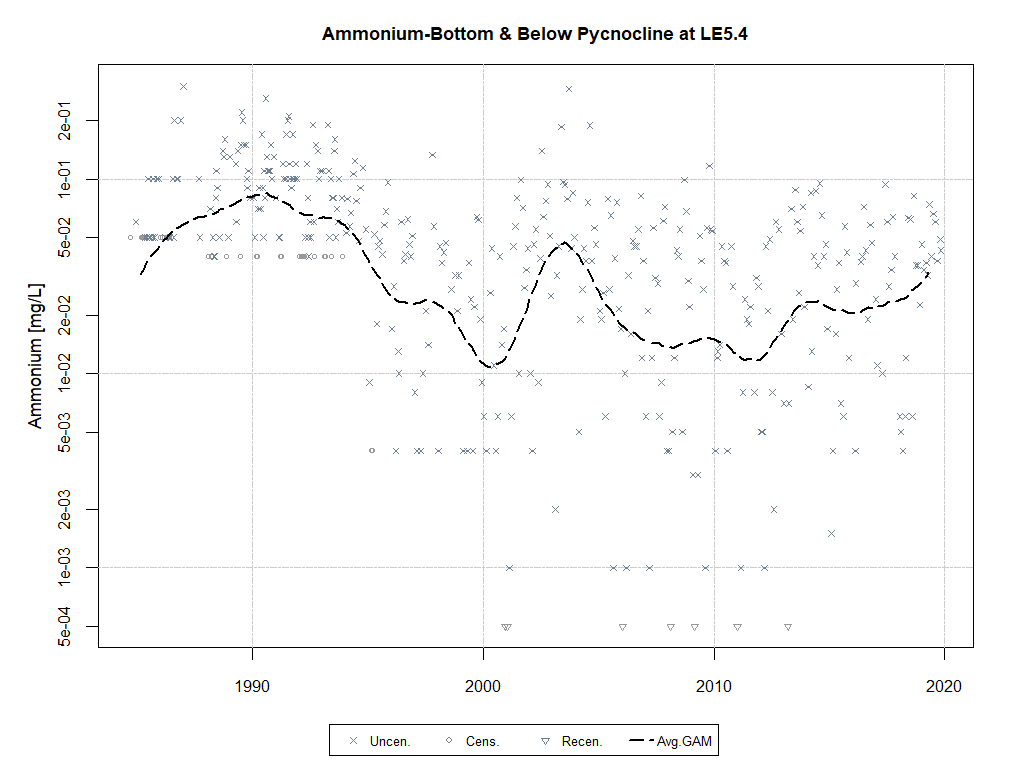 Ammonium-Bottom & Below Pycnocline at LE5.4
Ammonium [mg/L]
2e-01
1e-01
5e-02
2e-02
1e-02
5e-03
2e-03
1e-03
5e-04
1990 2000 2010 2020
Uncen. Cens. Recen. Avg.GAM